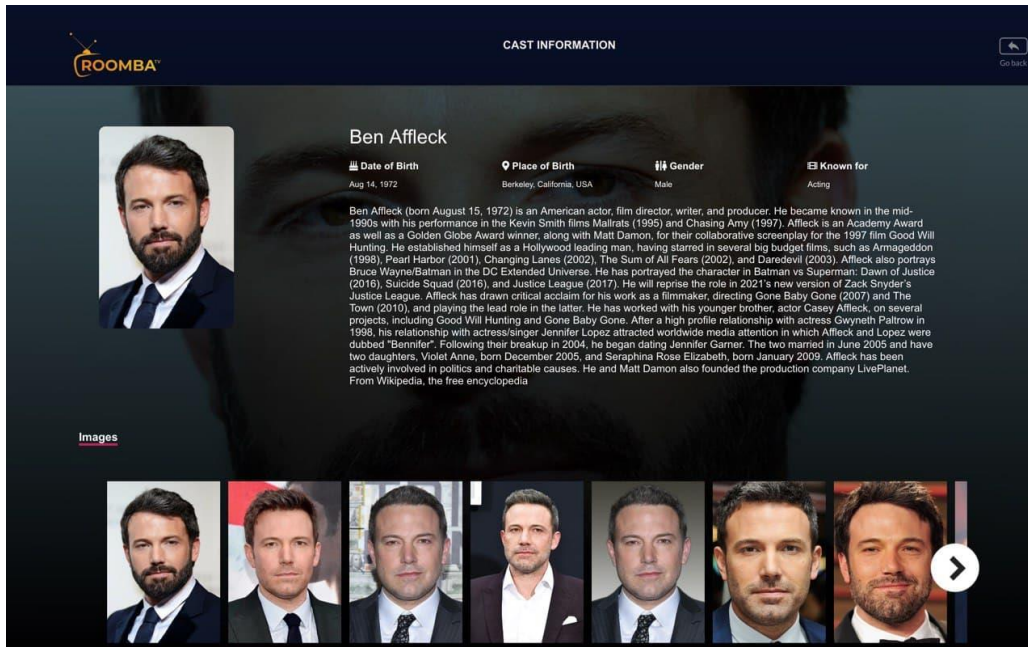 ROOMBA TV
CAST INFORMATION
Go back
Ben Affleck
Date of Birth
Place of Birth
Gender
Known for
Aug 14, 1972
Berkeley, California, USA
Male
Acting
Ben Affleck (born August 15, 1972) is an American actor, film director, writer, and producer. He became known in the mid-
1990s with his performance in the Kevin Smith films Mallrats (1995) and Chasing Amy (1997). Affleck is an Academy Award
as well as a Golden Globe Award winner, along with Matt Damon, for their collaborative screenplay for the 1997 film Good Will
Hunting. He established himself as a Hollywood leading man, having starred in several big budget films, such as Armageddon
(1998), Pearl Harbor (2001), Changing Lanes (2002), The Sum of All Fears (2002), and Daredevil (2003). Affleck also portrays
Bruce Wayne/Batman in the DC Extended Universe. He has portrayed the character in Batman vs Superman: Dawn of Justice
(2016), Suicide Squad (2016), and Justice League (2017). He will reprise the role in 2021's new version of Zack Snyder's
Justice League. Affleck has drawn critical acclaim for his work as a filmmaker, directing Gone Baby Gone (2007) and The
Town (2010), and playing the lead role in the latter. He has worked with his younger brother, actor Casey Affleck, on several
projects, including Good Will Hunting and Gone Baby Gone. After a high profile relationship with actress Gwyneth Paltrow in
1998, his relationship with actress/singer Jennifer Lopez attracted worldwide media attention in which Affleck and Lopez were
dubbed "Bennifer". Following their breakup in 2004, he began dating Jennifer Garner. The two married in June 2005 and have
two daughters, Violet Anne, born December 2005, and Seraphina Rose Elizabeth, born January 2009. Affleck has been
actively involved in politics and charitable causes. He and Matt Damon also founded the production company LivePlanet.
From Wikipedia, the free encyclopedia
Images